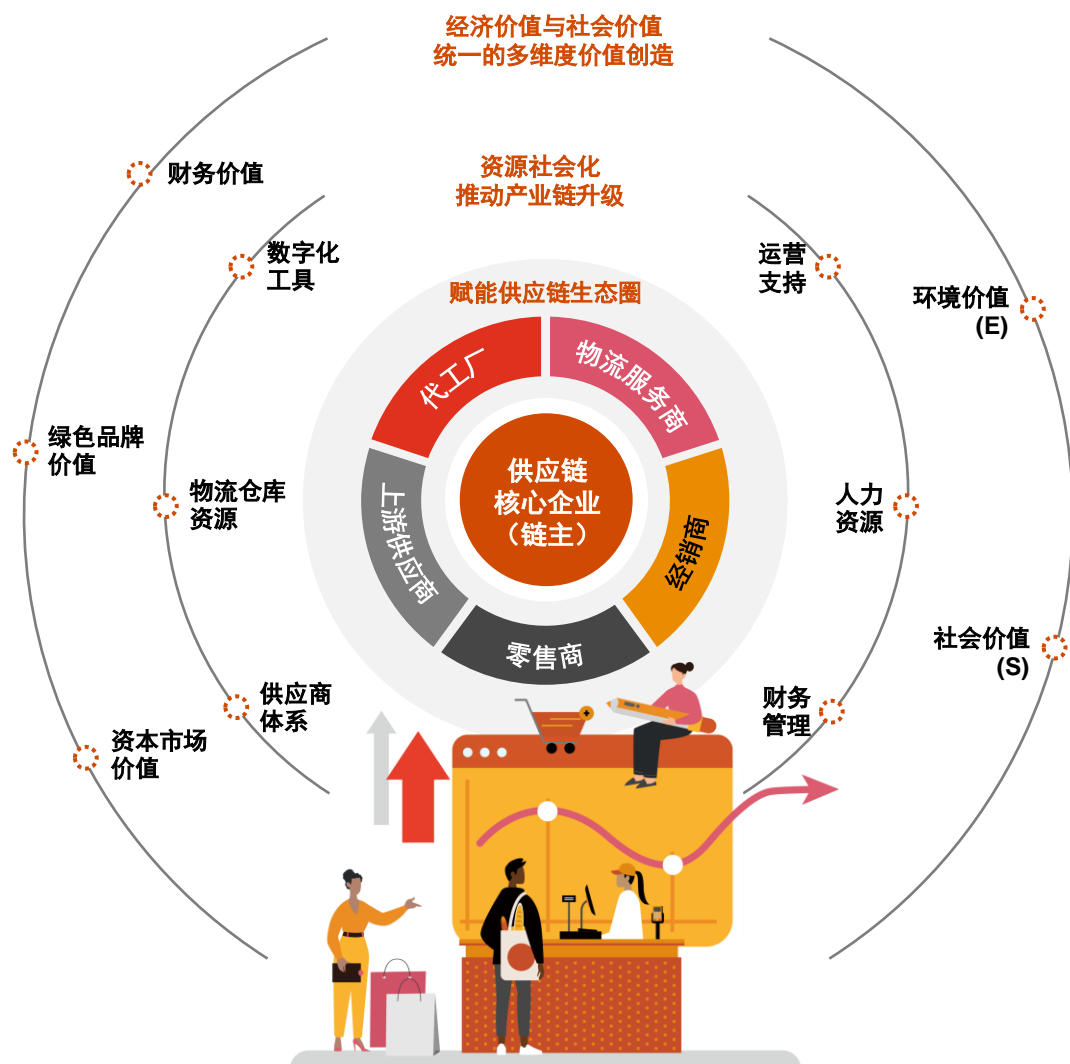 经济价值与社会价值
统一的多维度价值创造
资源社会化
推动产业链升级
赋能供应链生态圈
财务价值
绿色品牌
价值
资本市场
价值
数字化
工具
物流仓库
资源
供应商
体系
代工厂
物流服务商
上游供应商
经销商
零售商
供应链
核心企业
（链主）
运营
支持
人力
资源
财务
管理
环境价值
(E)
社会价值
(S)